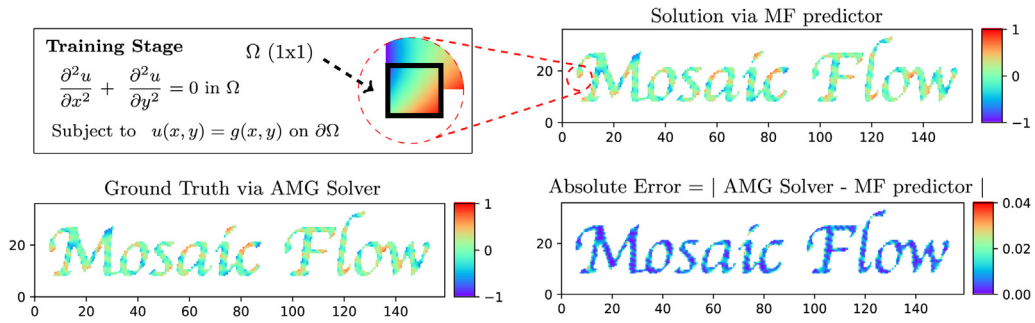 Training Stage
Ω (1x1)
∂²u/∂x² + ∂²u/∂y² = 0 in Ω
Subject to u(x, y) = g(x, y) on ∂Ω
Solution via MF predictor
Mosaic Flow
20
0
0 20 40 60 80 100 120 140
1
0
−1
Ground Truth via AMG Solver
Mosaic Flow
20
0
0 20 40 60 80 100 120 140
1
0
−1
Absolute Error = | AMG Solver - MF predictor |
Mosaic Flow
20
0
0 20 40 60 80 100 120 140
0.04
0.02
0.00